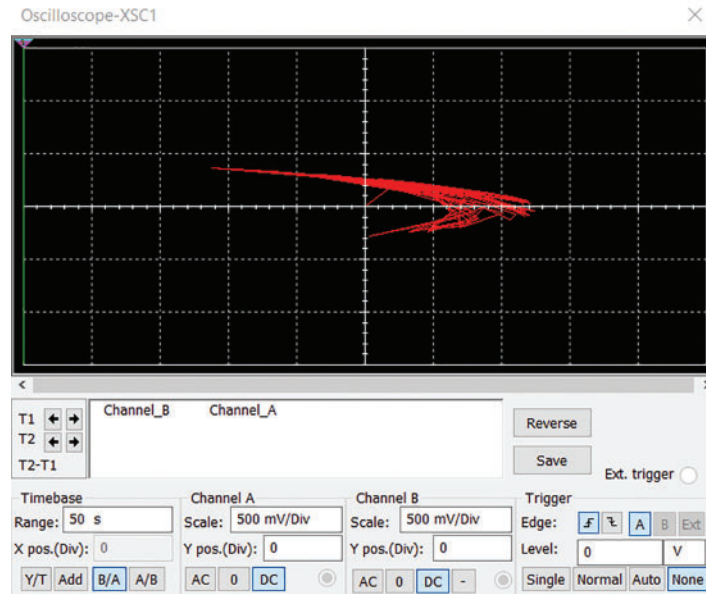 Oscilloscope-XSC1
T1
T2
T2-T1
Channel_B Channel_A
Reverse
Save
Ext. trigger
Timebase
Range: 50 s
X pos.(Div): 0
Y/T Add B/A A/B
Channel A
Scale: 500 mV/Div
Y pos.(Div): 0
AC 0 DC
Channel B
Scale: 500 mV/Div
Y pos.(Div): 0
AC 0 DC -
Trigger
Edge: A B Ext
Level: 0 V
Single Normal Auto None